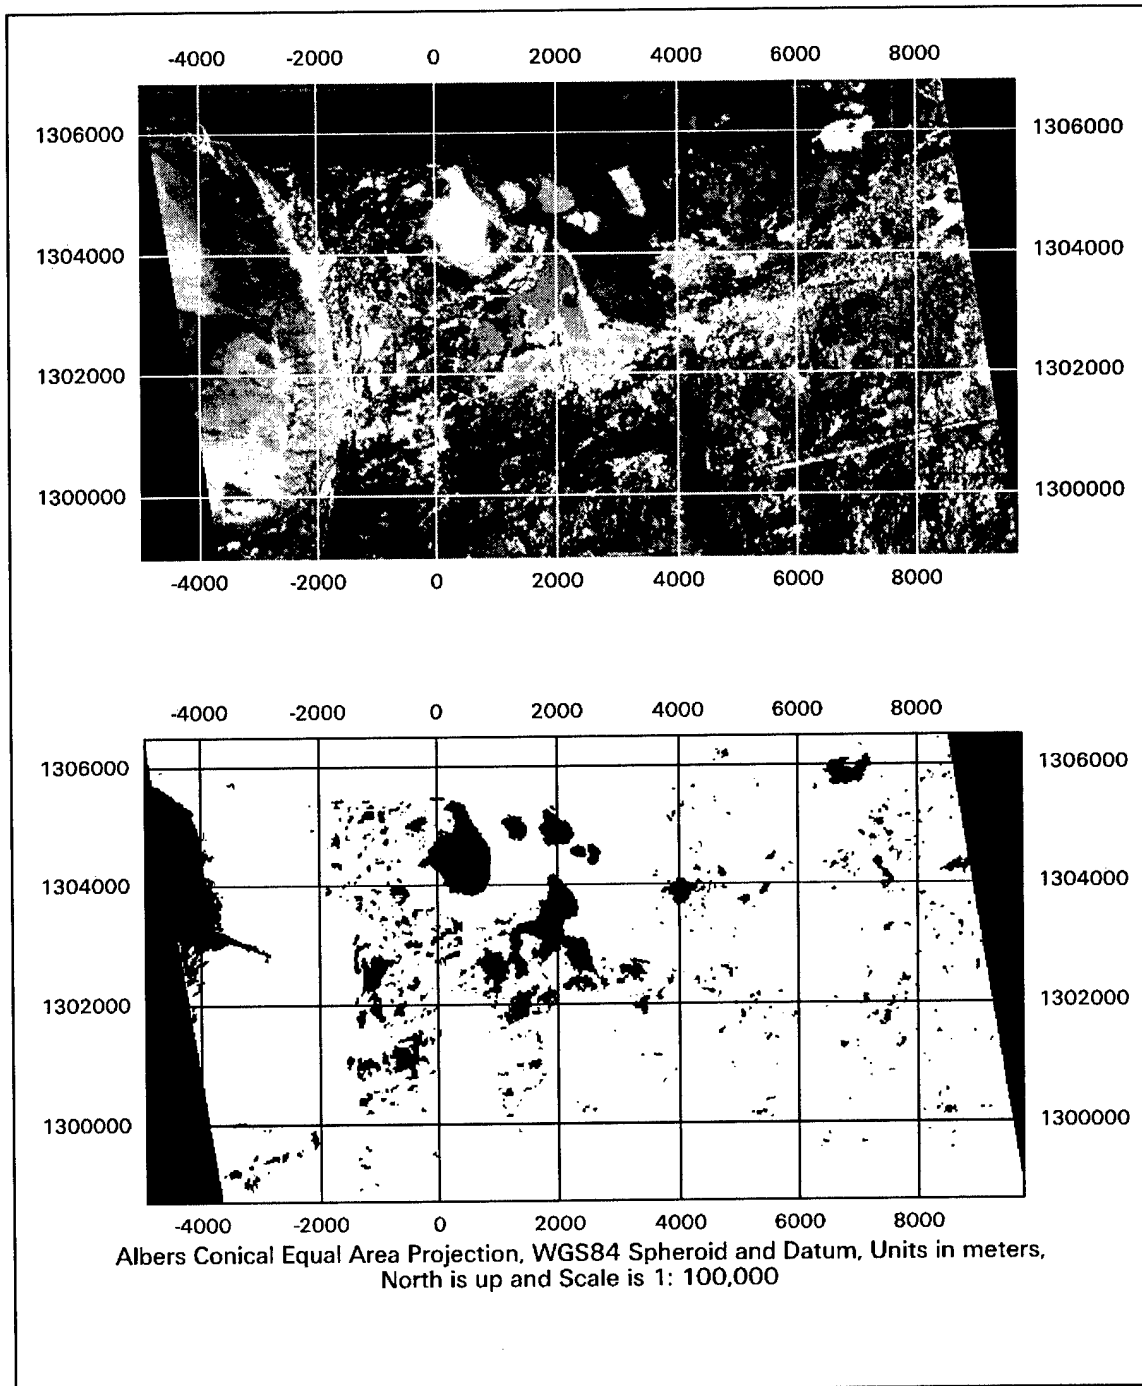 -4000 -2000 0 2000 4000 6000 8000
1306000 1306000
1304000 1304000
1302000 1302000
1300000 1300000
-4000 -2000 0 2000 4000 6000 8000
-4000 -2000 0 2000 4000 6000 8000
1306000 1306000
1304000 1304000
1302000 1302000
1300000 1300000
-4000 -2000 0 2000 4000 6000 8000
Albers Conical Equal Area Projection, WGS84 Spheroid and Datum, Units in meters,
North is up and Scale is 1: 100,000